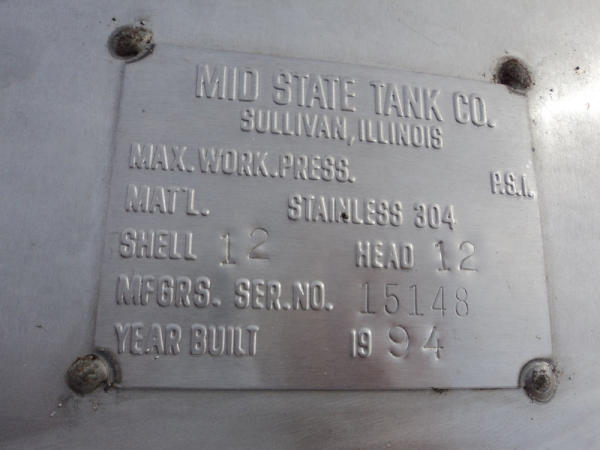 MID STATE TANK CO.
SULLIVAN, ILLINOIS
MAX. WORK. PRESS. P.S.I.
MAT'L. STAINLESS 304
SHELL 12 HEAD 12
MFGRS. SER. NO. 15148
YEAR BUILT 1994